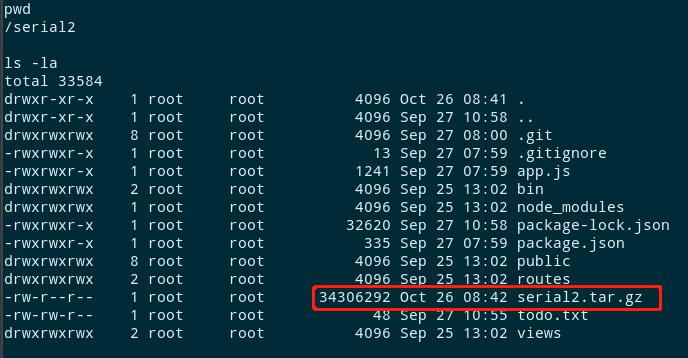 pwd
/serial2
ls -la
total 33584
drwxr-xr-x 1 root root 4096 Oct 26 08:41 .
drwxr-xr-x 1 root root 4096 Sep 27 10:58 ..
drwxrwxrwx 8 root root 4096 Sep 27 08:00 .git
-rwxrwxr-x 1 root root 13 Sep 27 07:59 .gitignore
-rwxrwxr-x 1 root root 1241 Sep 27 07:59 app.js
drwxrwxrwx 2 root root 4096 Sep 25 13:02 bin
drwxrwxrwx 1 root root 4096 Sep 25 13:02 node_modules
-rwxrwxr-x 1 root root 32620 Sep 27 10:58 package-lock.json
-rwxrwxr-x 1 root root 335 Sep 27 07:59 package.json
drwxrwxrwx 8 root root 4096 Sep 25 13:02 public
drwxrwxrwx 2 root root 4096 Sep 25 13:02 routes
-rw-r--r-- 1 root root 34306292 Oct 26 08:42 serial2.tar.gz
-rw-rw-r-- 1 root root 48 Sep 27 10:55 todo.txt
drwxrwxrwx 2 root root 4096 Sep 25 13:02 views